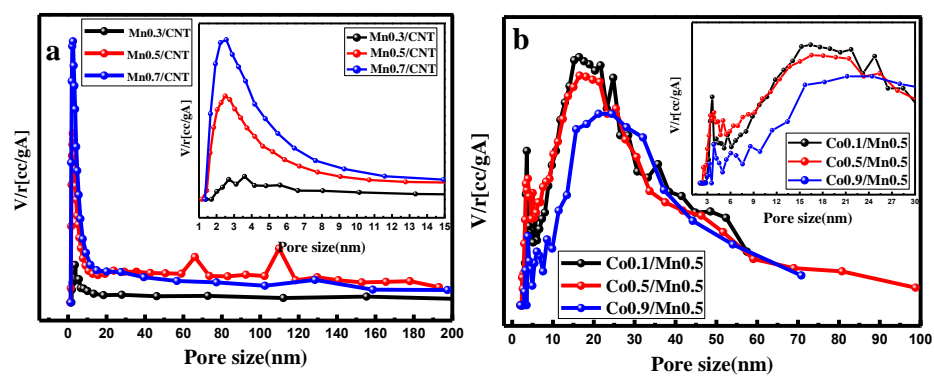 a
V/r[cc/gA]
Mn0.3/CNT
Mn0.5/CNT
Mn0.7/CNT
V/r[cc/gA]
Mn0.3/CNT
Mn0.5/CNT
Mn0.7/CNT
1 2 3 4 5 6 7 8 9 10 11 12 13 14 15
Pore size(nm)
0 20 40 60 80 100 120 140 160 180 200
Pore size(nm)
b
V/r[cc/gA]
V/r[cc/gA]
Co0.1/Mn0.5
Co0.5/Mn0.5
Co0.9/Mn0.5
3 6 9 12 15 18 21 24 27 30
Pore size(nm)
Co0.1/Mn0.5
Co0.5/Mn0.5
Co0.9/Mn0.5
0 10 20 30 40 50 60 70 80 90 100
Pore size(nm)